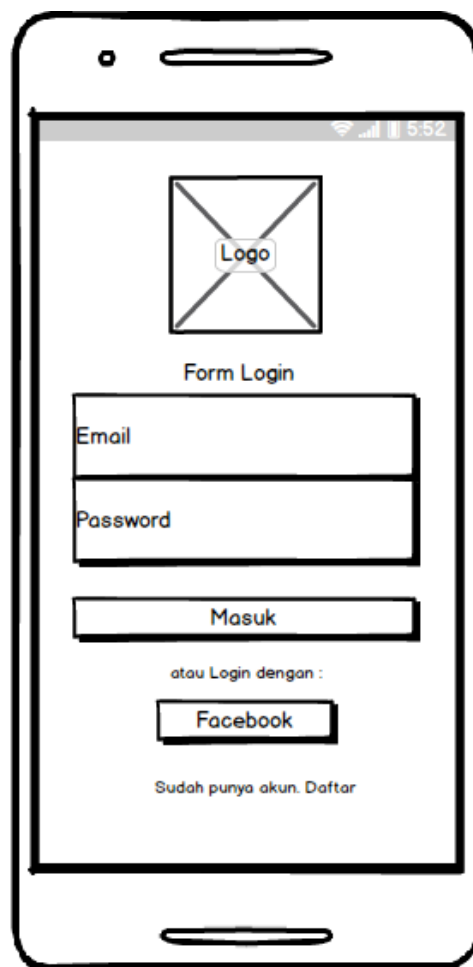 5:52
Logo
Form Login
Email
Password
Masuk
atau Login dengan :
Facebook
Sudah punya akun. Daftar